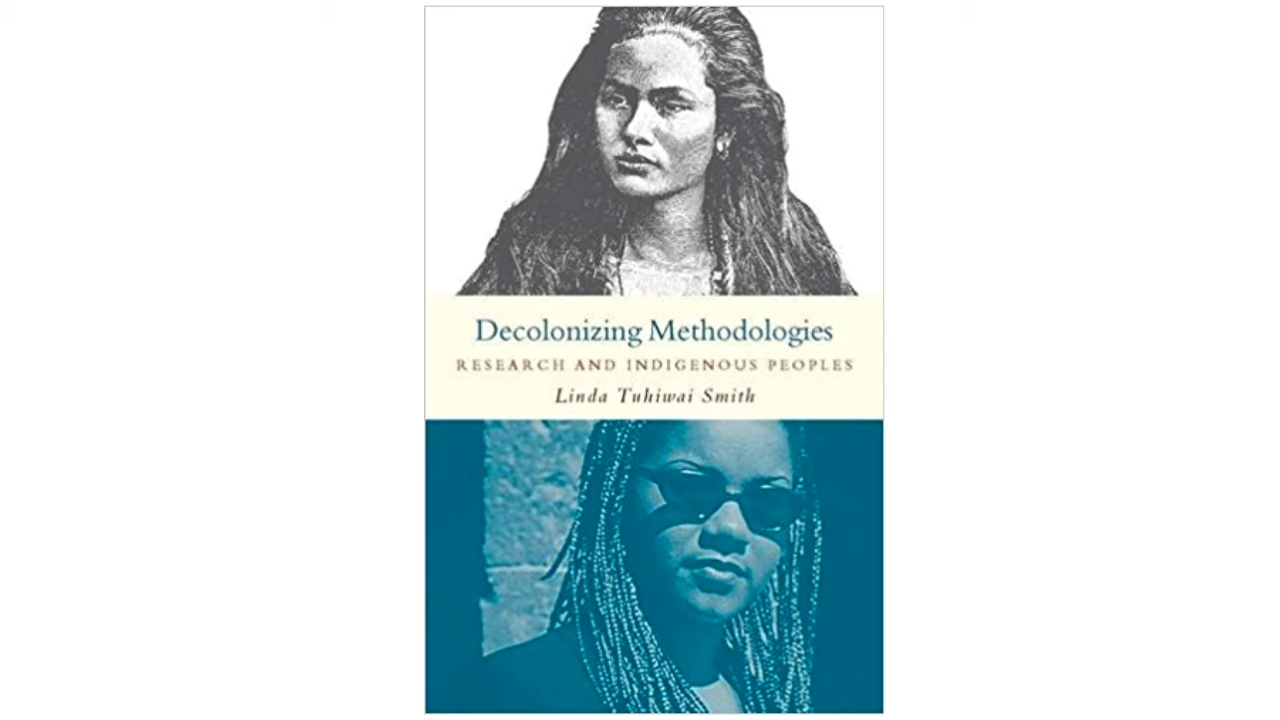 Decolonizing Methodologies
RESEARCH AND INDIGENOUS PEOPLES
Linda Tuhiwai Smith